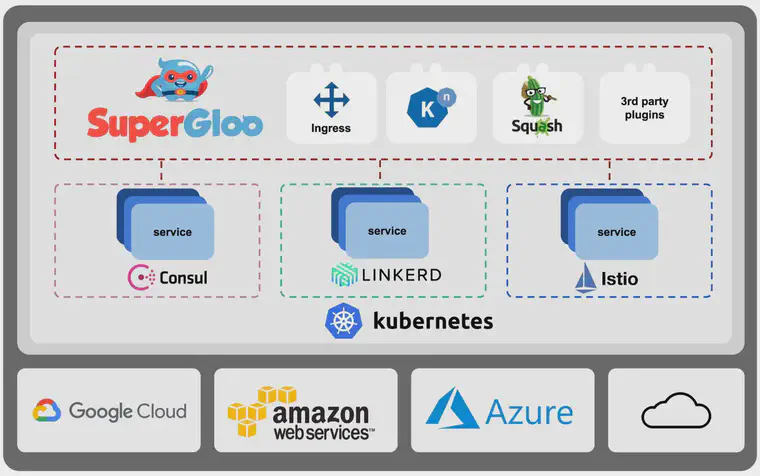 SuperGloo
Ingress
K
n
Squash
3rd party
plugins
service
service
service
Consul
LINKERD
Istio
kubernetes
Google Cloud
amazon
web services™
Azure